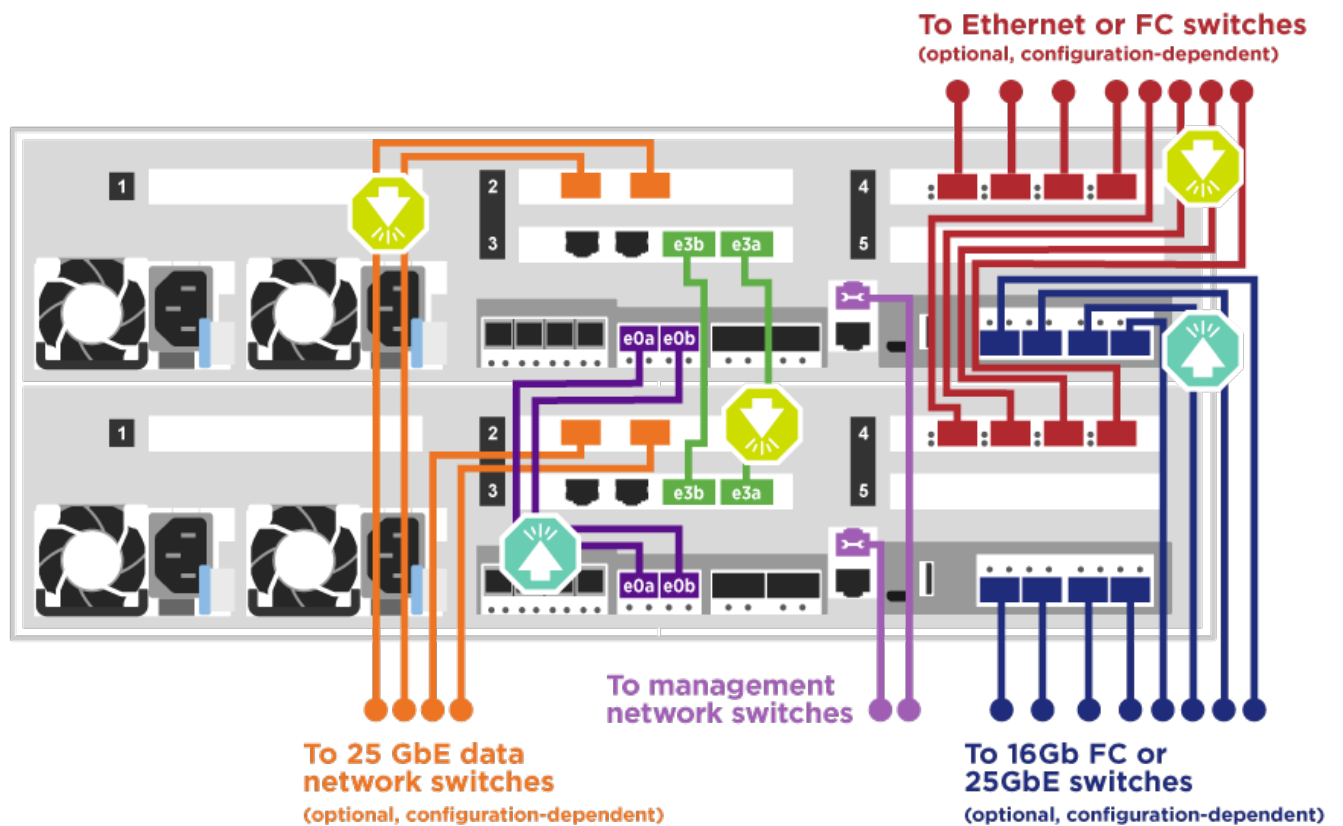 To Ethernet or FC switches
(optional, configuration-dependent)
1
2
4
3
e3b
e3a
5
e0a
e0b
1
2
4
3
e3b
e3a
5
e0a
e0b
To management
network switches
To 25 GbE data
network switches
(optional, configuration-dependent)
To 16Gb FC or
25GbE switches
(optional, configuration-dependent)